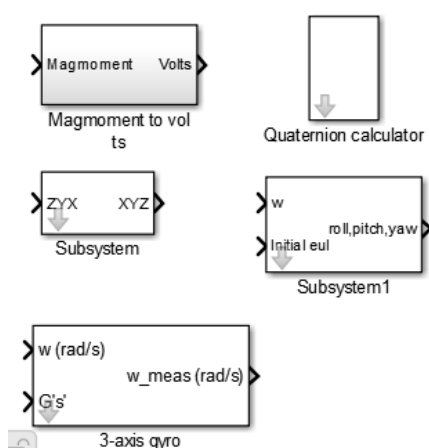 Magmoment Volts
Magmoment to vol
ts
Quaternion calculator
ZYX XYZ
Subsystem
w
roll,pitch,yaw
Initial eul
Subsystem1
w (rad/s)
w_meas (rad/s)
G's'
3-axis gyro